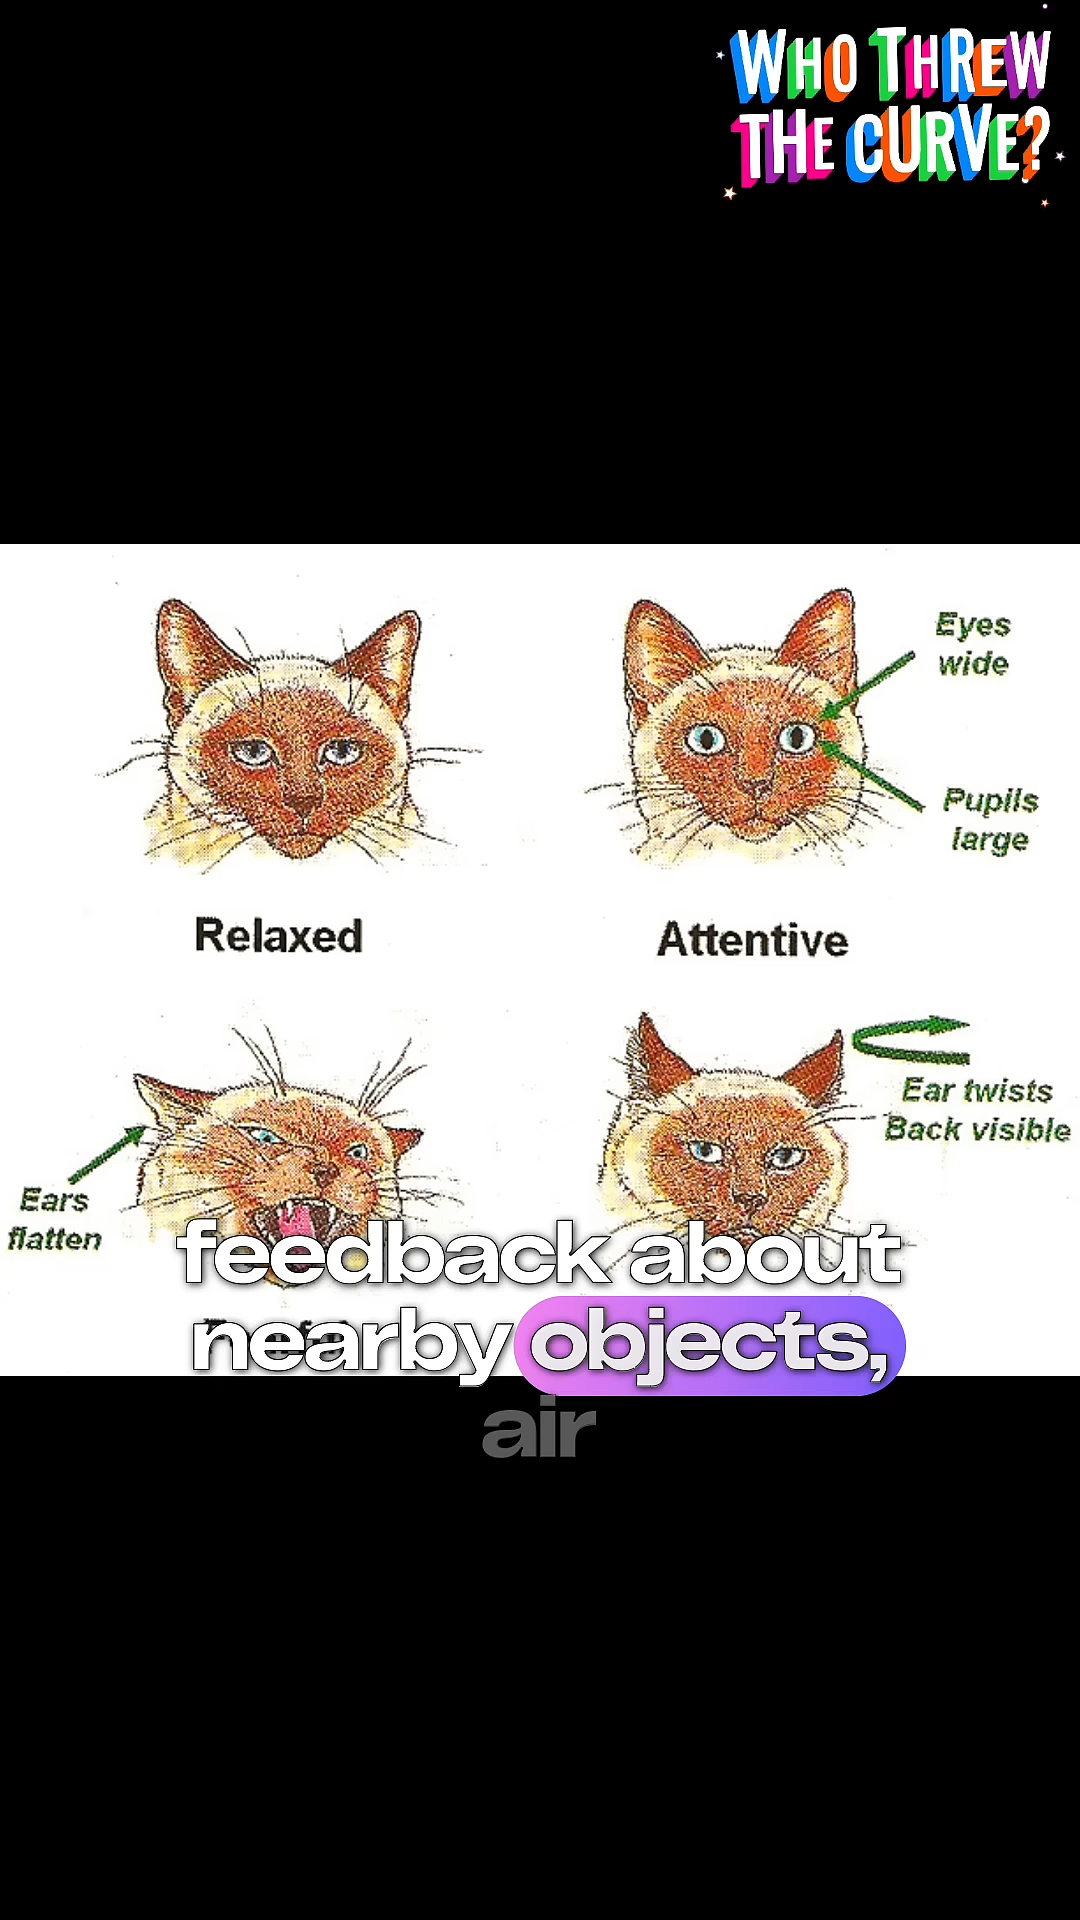 WHO THREW
THE CURVE?
Eyes
wide
Pupils
large
Relaxed
Attentive
Ear twists
Back visible
Ears
flatten
feedback about
nearby objects,
air